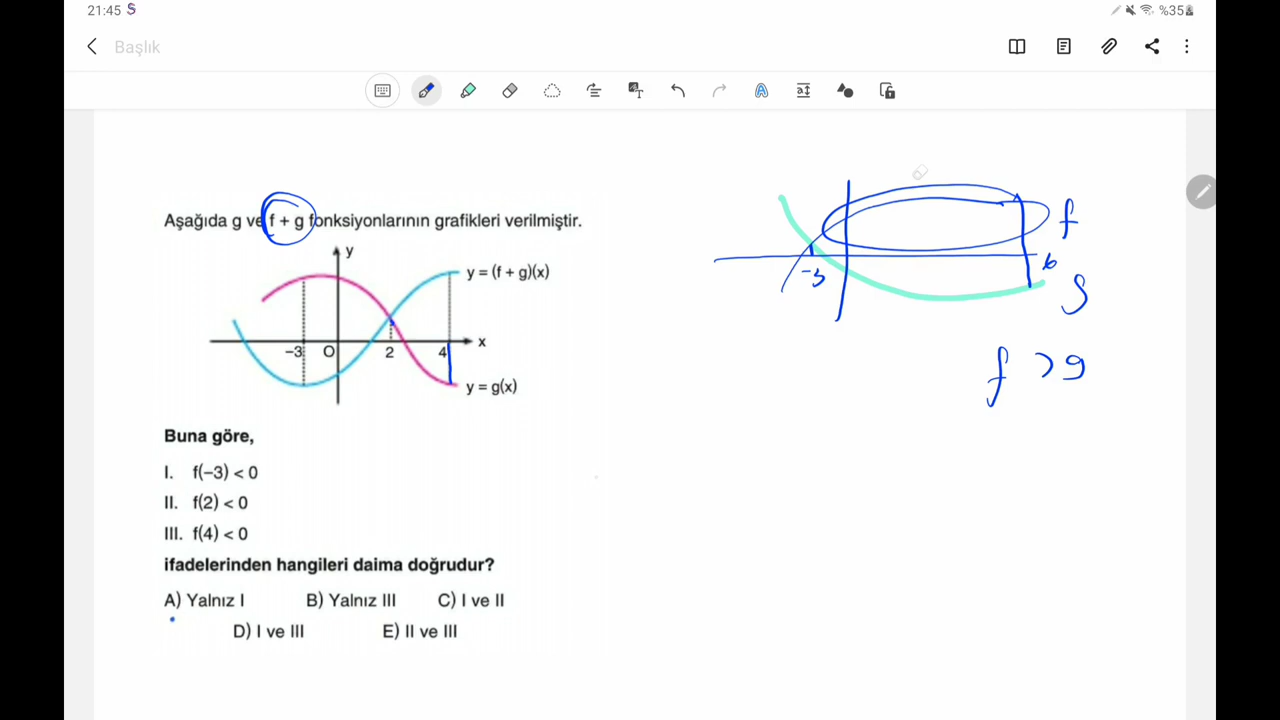 21:45 S %35
Başlık
Aşağıda g ve f + g fonksiyonlarının grafikleri verilmiştir.
y
y = (f + g)(x)
x
-3 O 2 4
y = g(x)
Buna göre,
I. f(-3) < 0
II. f(2) < 0
III. f(4) < 0
ifadelerinden hangileri daima doğrudur?
A) Yalnız I B) Yalnız III C) I ve II
D) I ve III E) II ve III
f
-3 6
g
f > g